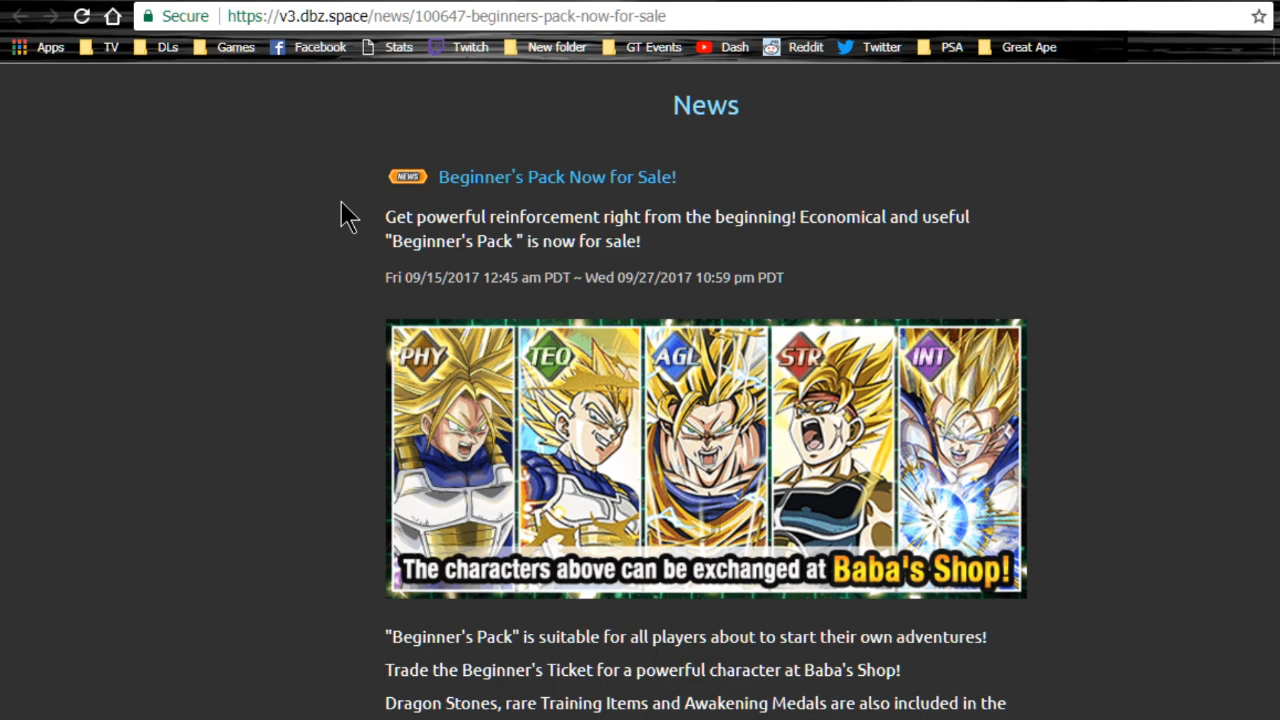 Secure https://v3.dbz.space/news/100647-beginners-pack-now-for-sale
Apps TV DLs Games Facebook Stats Twitch New folder GT Events Dash Reddit Twitter PSA Great Ape
News
NEWS Beginner's Pack Now for Sale!
Get powerful reinforcement right from the beginning! Economical and useful
"Beginner's Pack " is now for sale!
Fri 09/15/2017 12:45 am PDT ~ Wed 09/27/2017 10:59 pm PDT
PHY TEQ AGL STR INT
The characters above can be exchanged at Baba's Shop!
"Beginner's Pack" is suitable for all players about to start their own adventures!
Trade the Beginner's Ticket for a powerful character at Baba's Shop!
Dragon Stones, rare Training Items and Awakening Medals are also included in the